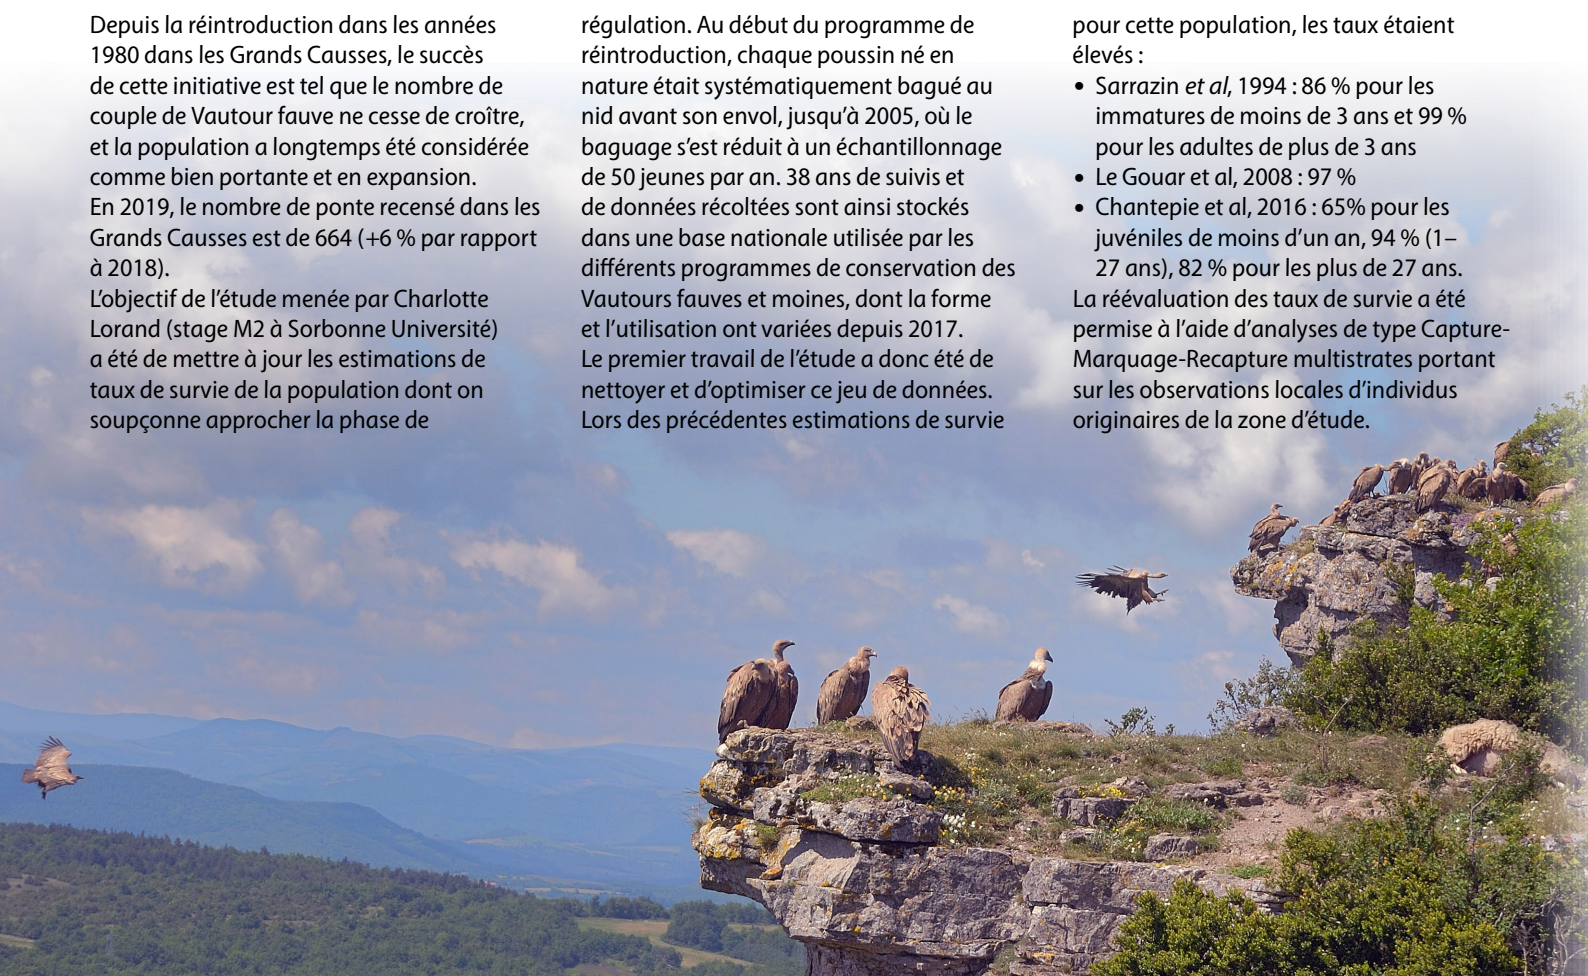 Depuis la réintroduction dans les années
1980 dans les Grands Causses, le succès
de cette initiative est tel que le nombre de
couple de Vautour fauve ne cesse de croître,
et la population a longtemps été considérée
comme bien portante et en expansion.
En 2019, le nombre de ponte recensé dans les
Grands Causses est de 664 (+6 % par rapport
à 2018).
L’objectif de l’étude menée par Charlotte
Lorand (stage M2 à Sorbonne Université)
a été de mettre à jour les estimations de
taux de survie de la population dont on
soupçonne approcher la phase de
régulation. Au début du programme de
réintroduction, chaque poussin né en
nature était systématiquement bagué au
nid avant son envol, jusqu’à 2005, où le
baguage s’est réduit à un échantillonnage
de 50 jeunes par an. 38 ans de suivis et
de données récoltées sont ainsi stockés
dans une base nationale utilisée par les
différents programmes de conservation des
Vautours fauves et moines, dont la forme
et l’utilisation ont variées depuis 2017.
Le premier travail de l’étude a donc été de
nettoyer et d’optimiser ce jeu de données.
Lors des précédentes estimations de survie
pour cette population, les taux étaient
élevés :
• Sarrazin et al, 1994 : 86 % pour les
immatures de moins de 3 ans et 99 %
pour les adultes de plus de 3 ans
• Le Gouar et al, 2008 : 97 %
• Chantepie et al, 2016 : 65% pour les
juvéniles de moins d’un an, 94 % (1–
27 ans), 82 % pour les plus de 27 ans.
La réévaluation des taux de survie a été
permise à l’aide d’analyses de type Capture-
Marquage-Recapture multistrates portant
sur les observations locales d’individus
originaires de la zone d’étude.